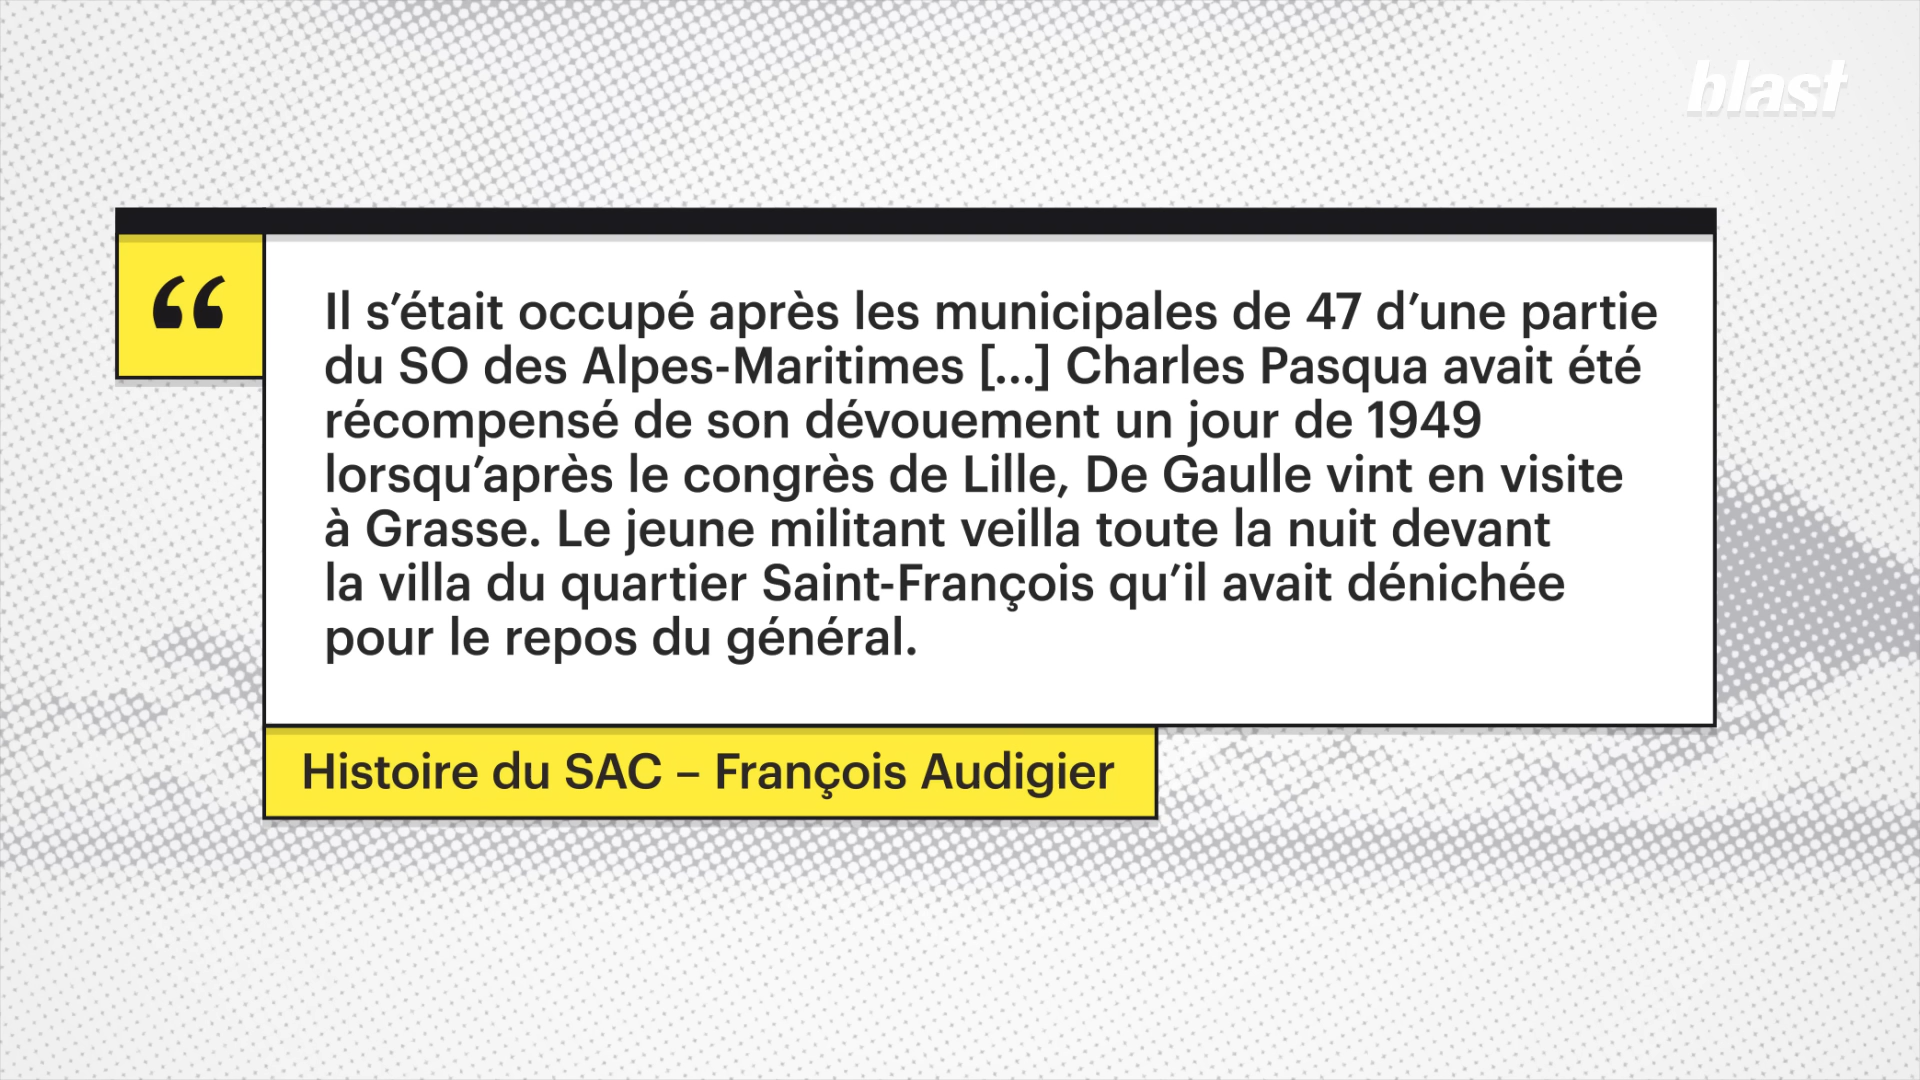 blast
“
Il s’était occupé après les municipales de 47 d’une partie
du SO des Alpes-Maritimes [...] Charles Pasqua avait été
récompensé de son dévouement un jour de 1949
lorsqu’après le congrès de Lille, De Gaulle vint en visite
à Grasse. Le jeune militant veilla toute la nuit devant
la villa du quartier Saint-François qu’il avait dénichée
pour le repos du général.
Histoire du SAC – François Audigier